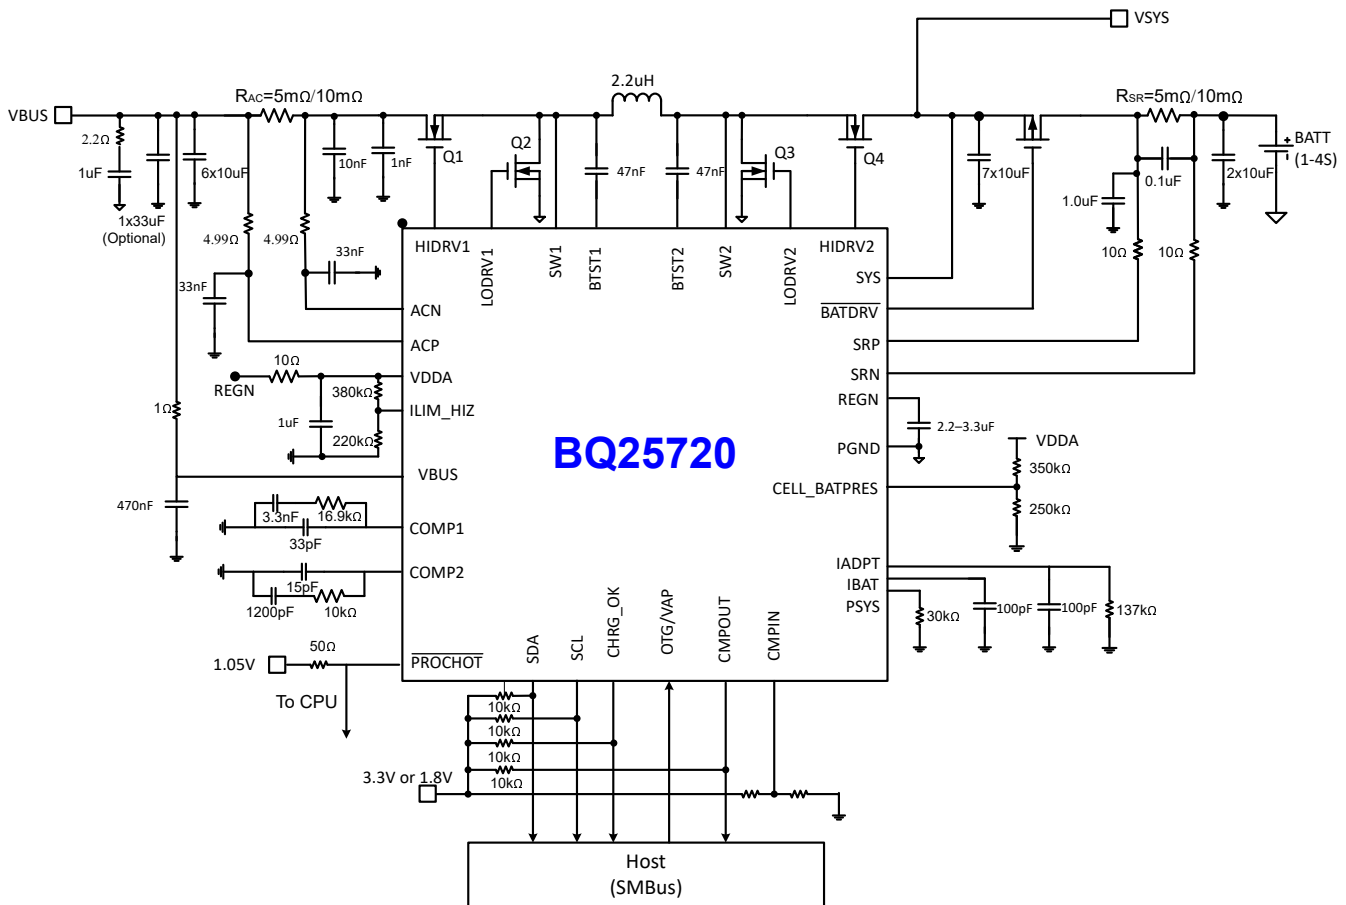 VSYS
2.2uH
VBUS
RAC=5mΩ/10mΩ
RSR=5mΩ/10mΩ
2.2Ω
1uF
6x10uF
10nF
1nF
Q1
Q2
47nF
47nF
Q3
Q4
7x10uF
0.1uF
2x10uF
BATT
(1-4S)
1x33uF
(Optional)
1.0uF
4.99Ω
4.99Ω
33nF
33nF
10Ω
10Ω
HIDRV1
LODRV1
SW1
BTST1
BTST2
SW2
LODRV2
HIDRV2
SYS
ACN
BATDRV
ACP
SRP
10Ω
REGN
VDDA
SRN
380kΩ
ILIM_HIZ
REGN
1Ω
1uF
220kΩ
2.2–3.3uF
PGND
VDDA
BQ25720
350kΩ
VBUS
CELL_BATPRES
250kΩ
470nF
3.3nF
16.9kΩ
COMP1
33pF
COMP2
15pF
1200pF
10kΩ
IADPT
IBAT
PSYS
30kΩ
100pF
100pF
137kΩ
50Ω
1.05V
PROCHOT
To CPU
SDA
SCL
CHRG_OK
OTG/VAP
CMPOUT
CMPIN
10kΩ
10kΩ
10kΩ
10kΩ
3.3V or 1.8V
Host
(SMBus)